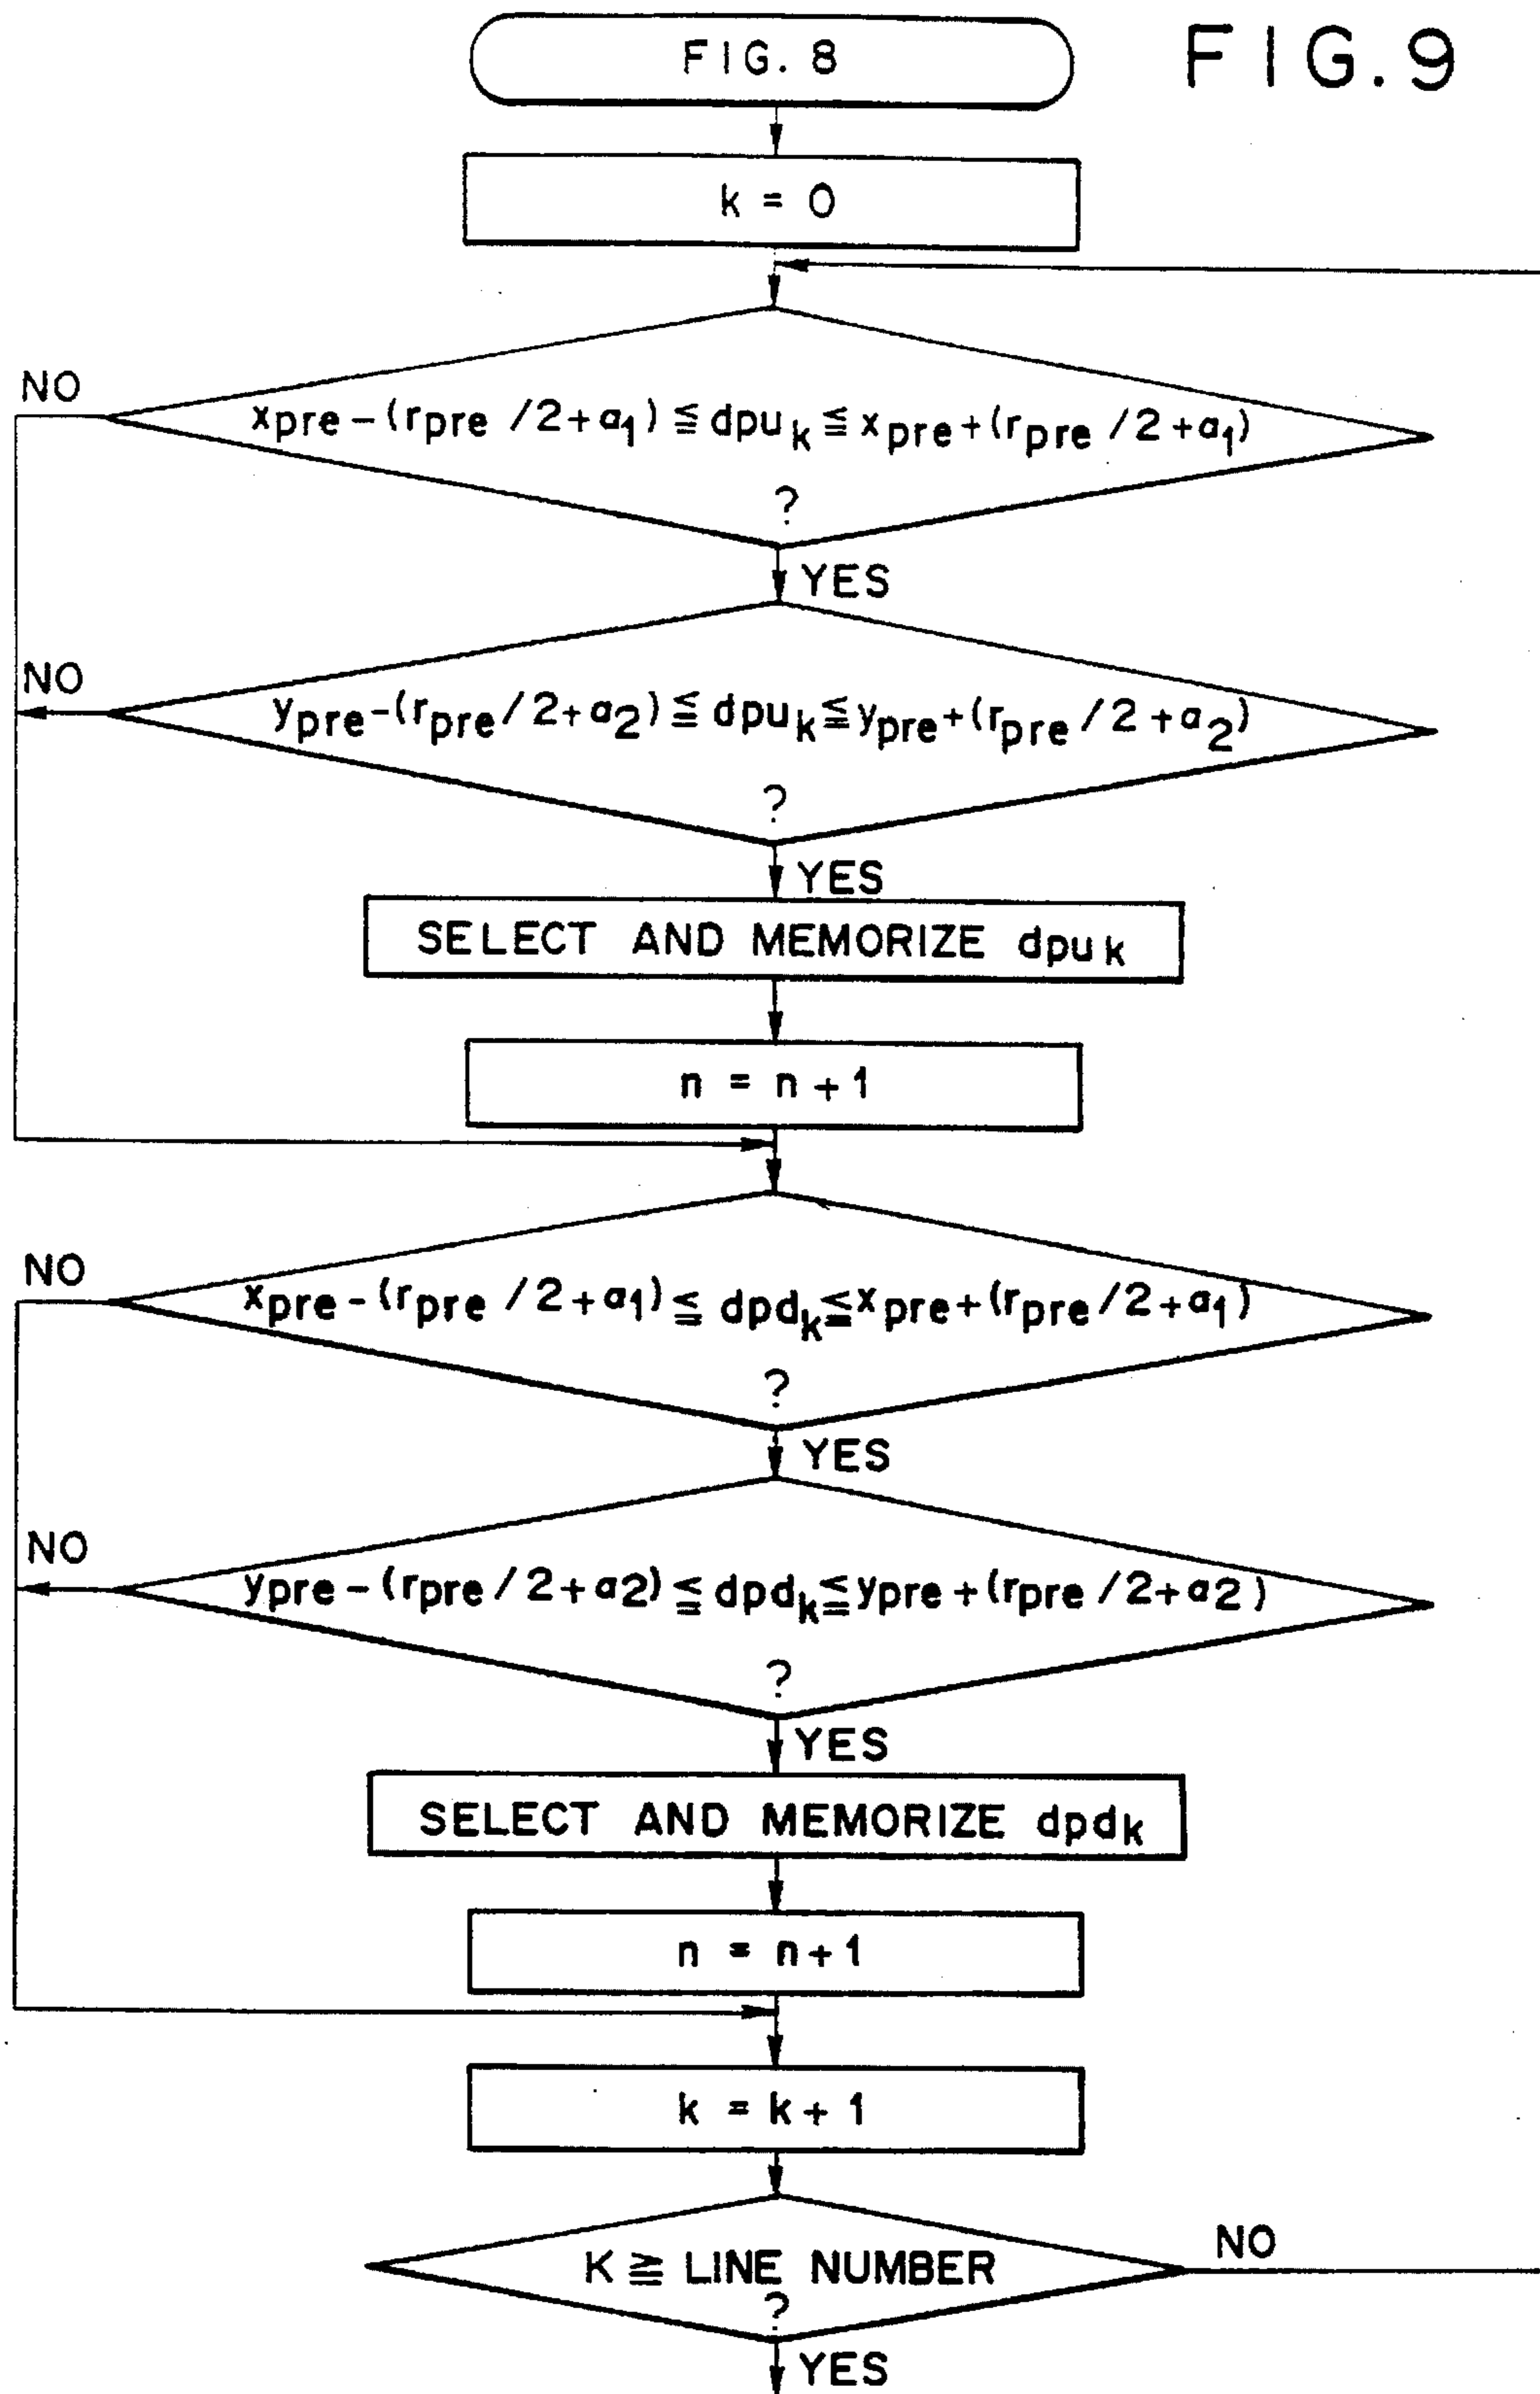 FIG. 8
FIG. 9
k = 0
NO
xpre-(rpre/2+a1) ≦ dpuk ≦ xpre+(rpre/2+a1)
?
YES
NO
ypre-(rpre/2+a2) ≦ dpuk ≦ ypre+(rpre/2+a2)
?
YES
SELECT AND MEMORIZE dpuk
n = n+1
NO
xpre-(rpre/2+a1) ≦ dpdk ≦ xpre+(rpre/2+a1)
?
YES
NO
ypre-(rpre/2+a2) ≦ dpdk ≦ ypre+(rpre/2+a2)
?
YES
SELECT AND MEMORIZE dpdk
n = n+1
k = k+1
K ≧ LINE NUMBER
NO
?
YES